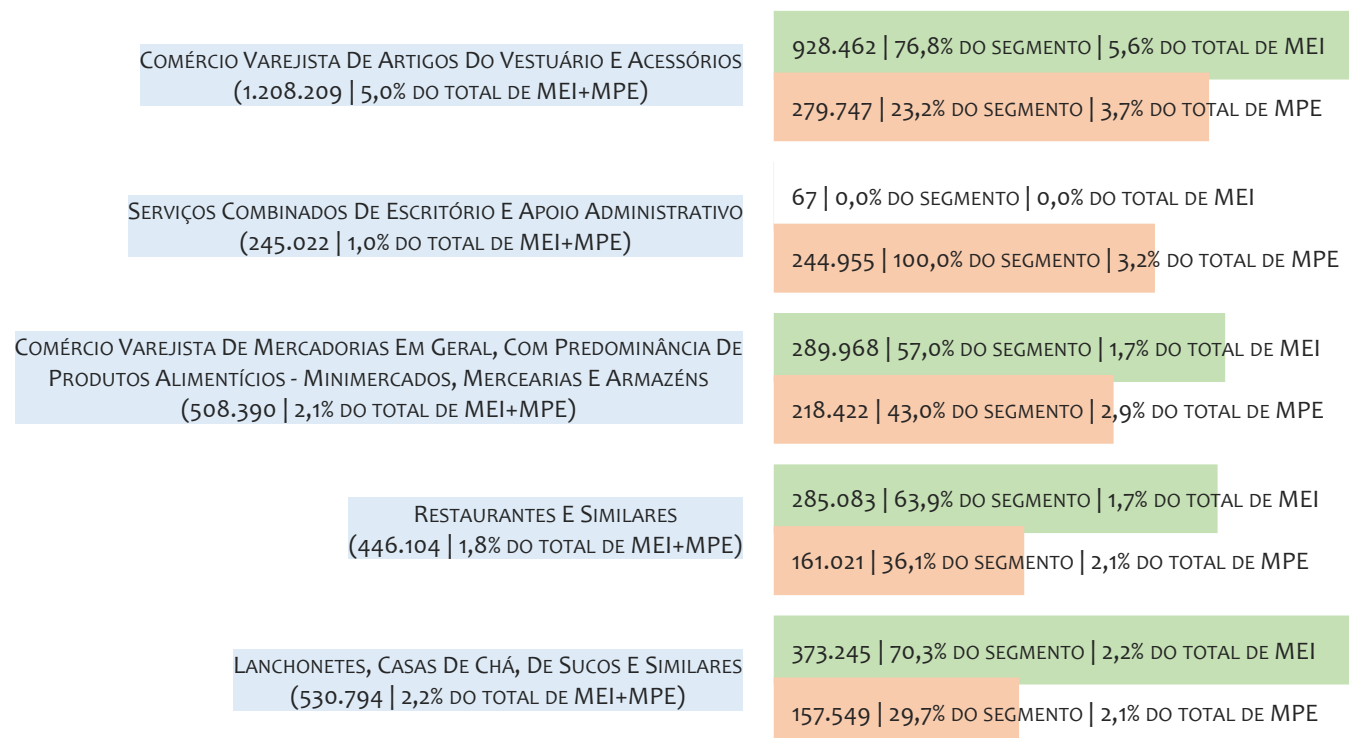 Comércio Varejista De Artigos Do Vestuário E Acessórios
(1.208.209 | 5,0% do total de MEI+MPE)
928.462 | 76,8% do segmento | 5,6% do total de MEI
279.747 | 23,2% do segmento | 3,7% do total de MPE
Serviços Combinados De Escritório E Apoio Administrativo
(245.022 | 1,0% do total de MEI+MPE)
67 | 0,0% do segmento | 0,0% do total de MEI
244.955 | 100,0% do segmento | 3,2% do total de MPE
Comércio Varejista De Mercadorias Em Geral, Com Predominância De
Produtos Alimentícios - Minimercados, Mercearias E Armazéns
(508.390 | 2,1% do total de MEI+MPE)
289.968 | 57,0% do segmento | 1,7% do total de MEI
218.422 | 43,0% do segmento | 2,9% do total de MPE
Restaurantes E Similares
(446.104 | 1,8% do total de MEI+MPE)
285.083 | 63,9% do segmento | 1,7% do total de MEI
161.021 | 36,1% do segmento | 2,1% do total de MPE
Lanchonetes, Casas De Chá, De Sucos E Similares
(530.794 | 2,2% do total de MEI+MPE)
373.245 | 70,3% do segmento | 2,2% do total de MEI
157.549 | 29,7% do segmento | 2,1% do total de MPE